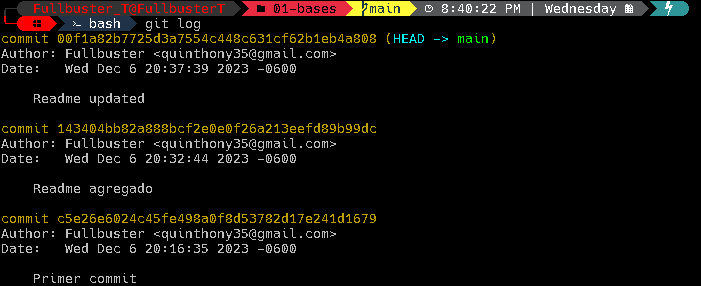 Fullbuster_T@FullbusterT 01-bases main 8:40:22 PM | Wednesday
bash git log
commit 00f1a82b7725d3a7554c448c631cf62b1eb4a808 (HEAD -> main)
Author: Fullbuster <quinthony35@gmail.com>
Date: Wed Dec 6 20:37:39 2023 -0600
Readme updated
commit 143404bb82a888bcf2e0e0f26a213eefd89b99dc
Author: Fullbuster <quinthony35@gmail.com>
Date: Wed Dec 6 20:32:44 2023 -0600
Readme agregado
commit c5e26e6024c45fe498a0f8d53782d17e241d1679
Author: Fullbuster <quinthony35@gmail.com>
Date: Wed Dec 6 20:16:35 2023 -0600
Primer commit